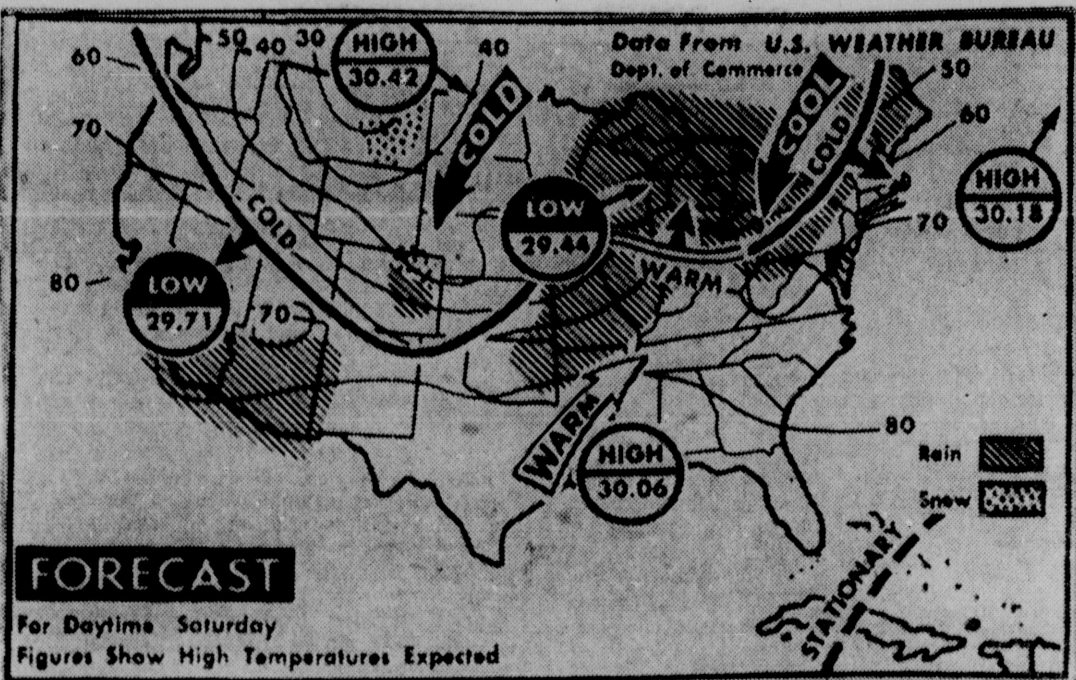 50 40 30 HIGH 30.42 40
Data From U.S. WEATHER BUREAU
Dept. of Commerce
60
50
70
60
COLD
COOL
COLD
HIGH
30.18
LOW
29.44
COLD
70
WARM
80
LOW
29.71
70
WARM
HIGH
30.06
80
Rain
Snow
STATIONARY
FORECAST
For Daytime Saturday
Figures Show High Temperatures Expected